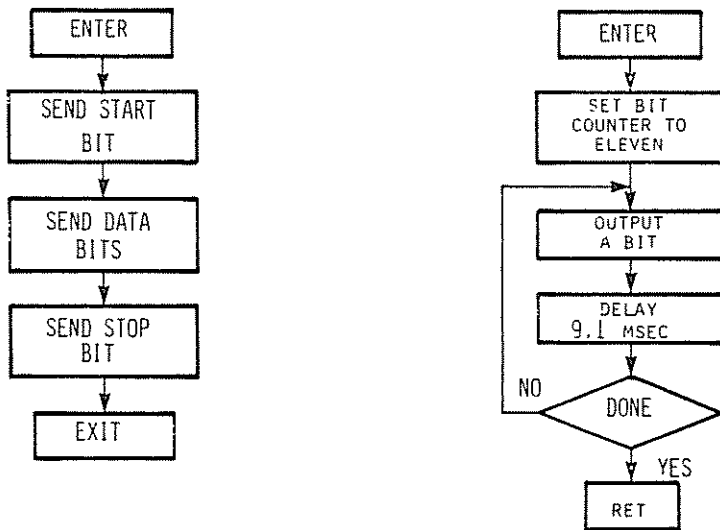 ENTER
SEND START
BIT
SEND DATA
BITS
SEND STOP
BIT
EXIT
ENTER
SET BIT
COUNTER TO
ELEVEN
OUTPUT
A BIT
DELAY
9.1 MSEC
NO
DONE
YES
RET